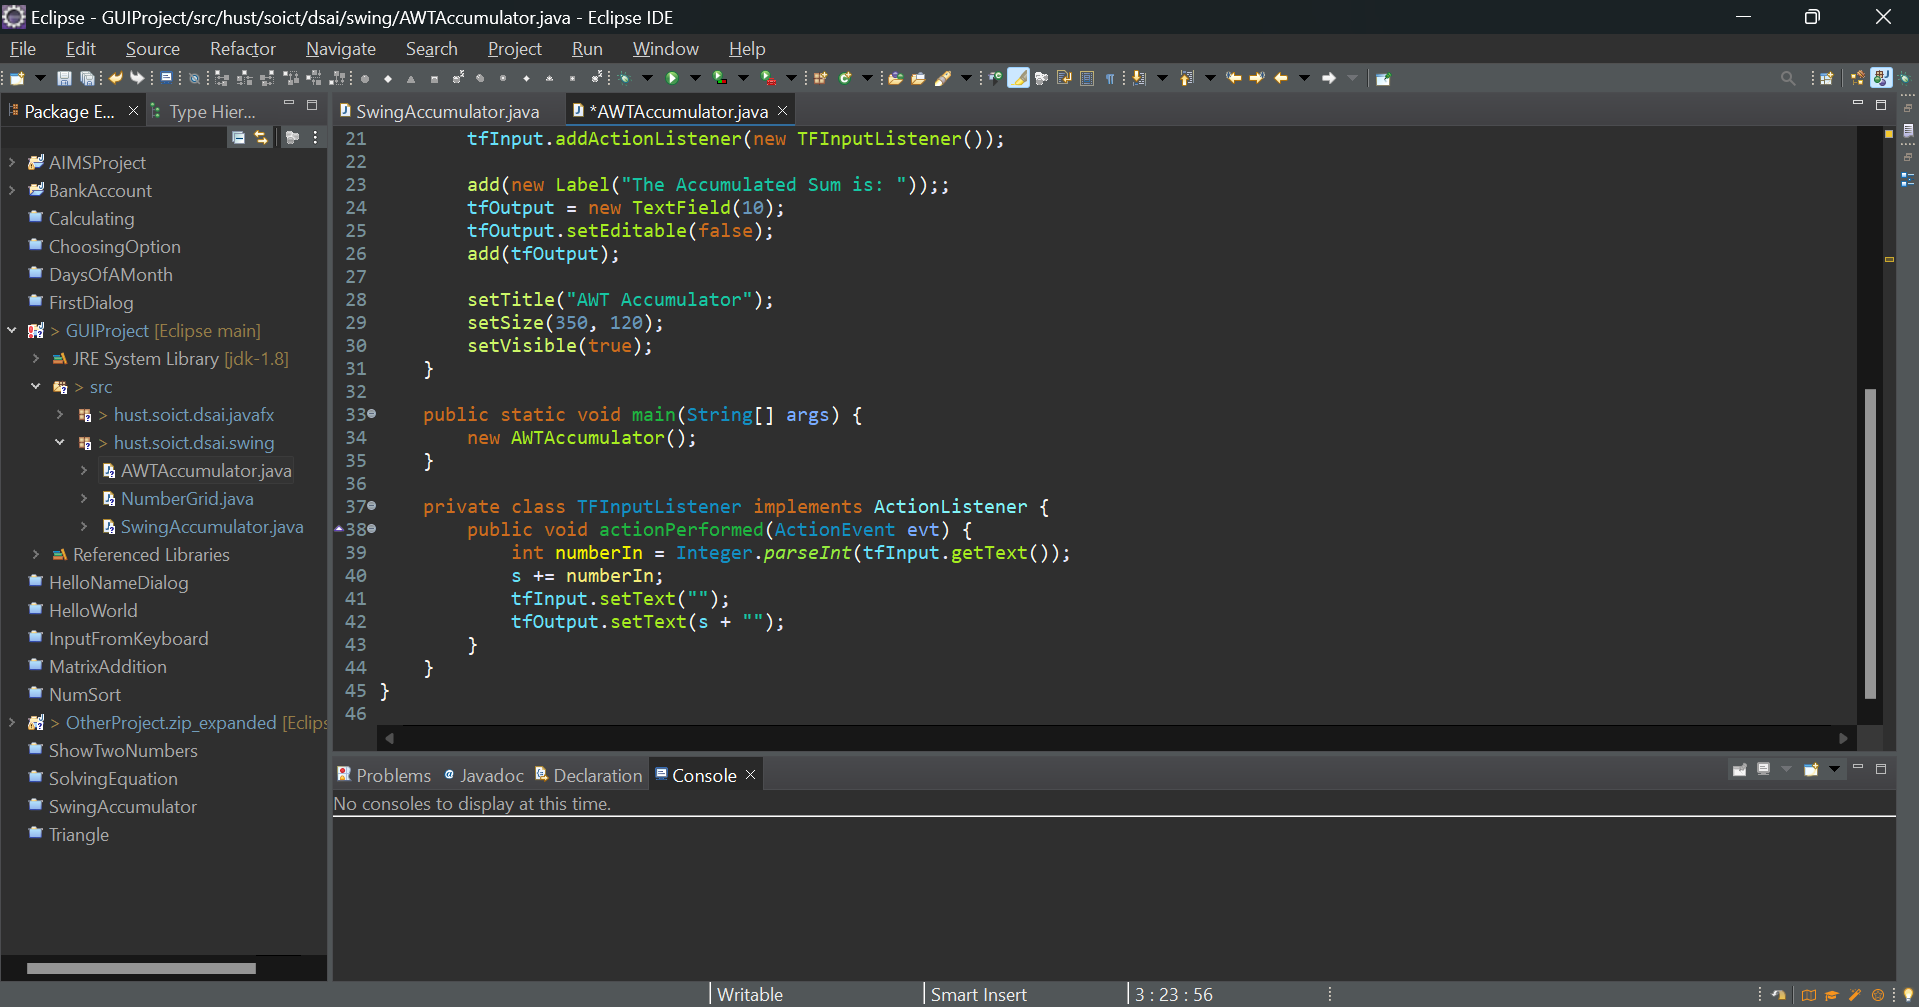 Eclipse - GUIProject/src/hust/soict/dsai/swing/AWTAccumulator.java - Eclipse IDE
File Edit Source Refactor Navigate Search Project Run Window Help
Package E... Type Hier...
AIMSProject
BankAccount
Calculating
ChoosingOption
DaysOfAMonth
FirstDialog
> GUIProject [Eclipse main]
JRE System Library [jdk-1.8]
> src
> hust.soict.dsai.javafx
> hust.soict.dsai.swing
AWTAccumulator.java
NumberGrid.java
SwingAccumulator.java
Referenced Libraries
HelloNameDialog
HelloWorld
InputFromKeyboard
MatrixAddition
NumSort
> OtherProject.zip_expanded [Eclips
ShowTwoNumbers
SolvingEquation
SwingAccumulator
Triangle
SwingAccumulator.java *AWTAccumulator.java
21 tfInput.addActionListener(new TFInputListener());
22
23 add(new Label("The Accumulated Sum is: "));;
24 tfOutput = new TextField(10);
25 tfOutput.setEditable(false);
26 add(tfOutput);
27
28 setTitle("AWT Accumulator");
29 setSize(350, 120);
30 setVisible(true);
31 }
32
33 public static void main(String[] args) {
34 new AWTAccumulator();
35 }
36
37 private class TFInputListener implements ActionListener {
38 public void actionPerformed(ActionEvent evt) {
39 int numberIn = Integer.parseInt(tfInput.getText());
40 s += numberIn;
41 tfInput.setText("");
42 tfOutput.setText(s + "");
43 }
44 }
45 }
46
Problems Javadoc Declaration Console
No consoles to display at this time.
Writable Smart Insert 3 : 23 : 56